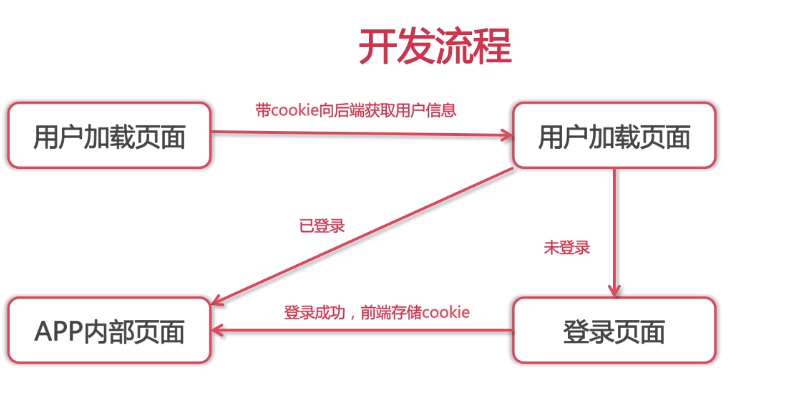 开发流程
带cookie向后端获取用户信息
用户加载页面
用户加载页面
已登录
未登录
登录成功，前端存储cookie
APP内部页面
登录页面